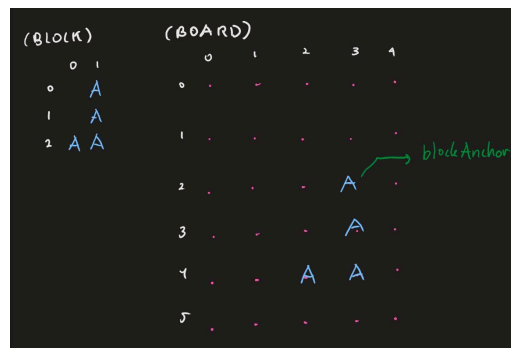 (BLOCK)
0 1
0 A
1 A
2 A A
(BOARD)
0 1 2 3 4
0
1
2 A blockAnchor
3 A
4 A A
5